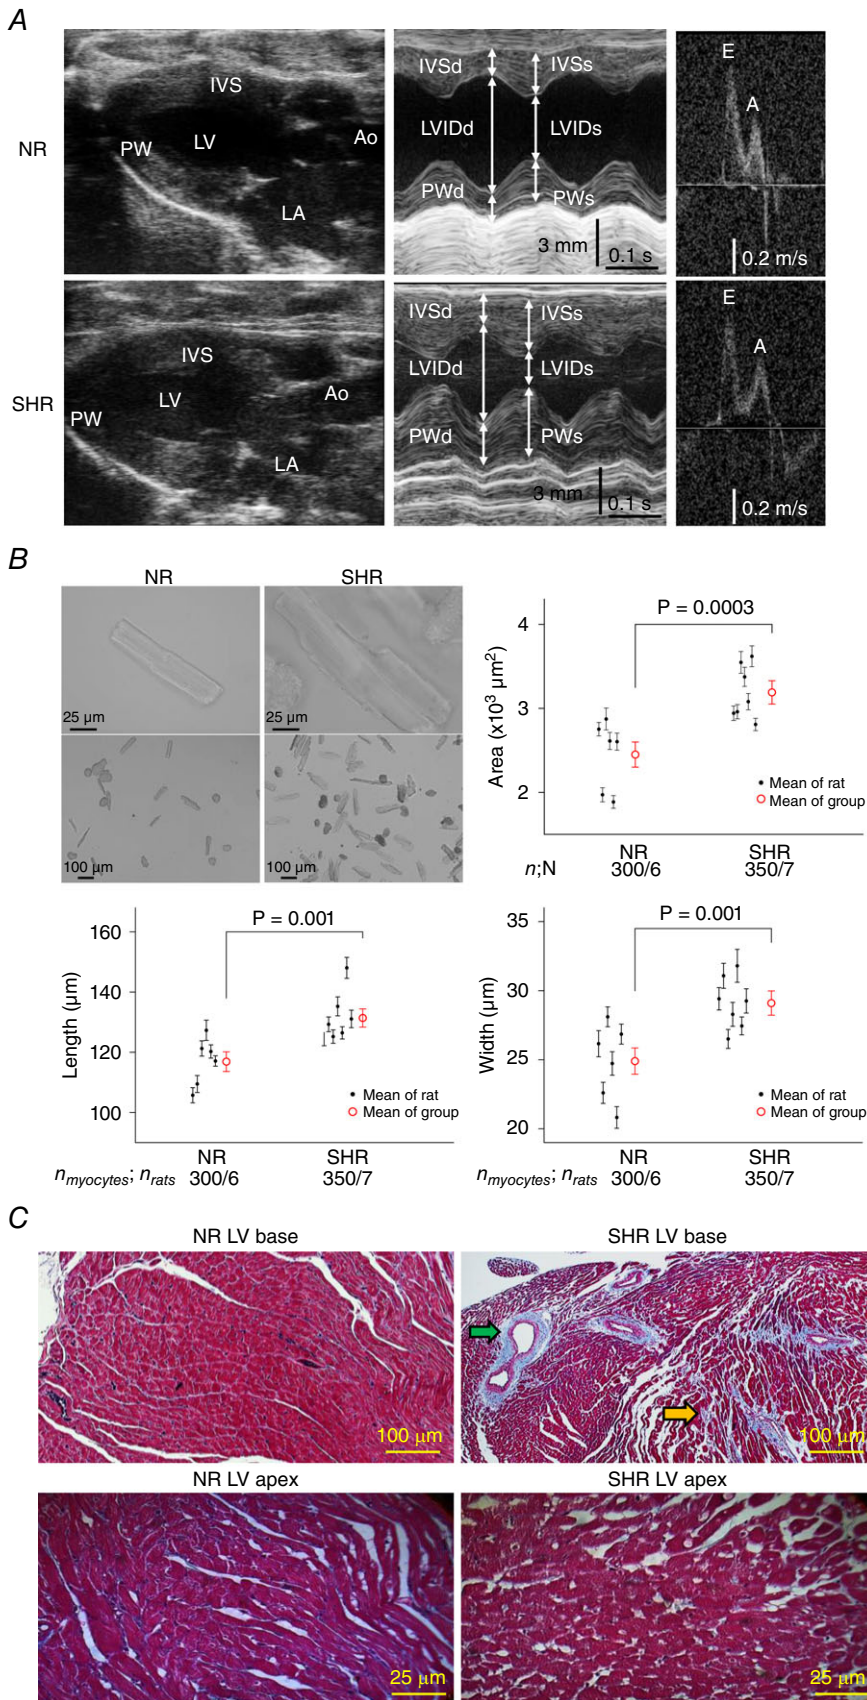 A
NR
IVS
LV
Ao
PW
LA
IVSd
IVSs
LVIDd
LVIDs
PWd
PWs
3 mm
0.1 s
E
A
0.2 m/s
SHR
IVS
LV
Ao
PW
LA
IVSd
IVSs
LVIDd
LVIDs
PWd
PWs
3 mm
0.1 s
E
A
0.2 m/s
B
NR
SHR
25 μm
25 μm
100 μm
100 μm
P = 0.0003
Area (x10³ μm²)
4
3
2
Mean of rat
Mean of group
NR
SHR
n;N
300/6
350/7
P = 0.001
Length (μm)
160
140
120
100
Mean of rat
Mean of group
NR
SHR
n_myocytes; n_rats
300/6
350/7
P = 0.001
Width (μm)
35
30
25
20
Mean of rat
Mean of group
NR
SHR
n_myocytes; n_rats
300/6
350/7
C
NR LV base
SHR LV base
100 μm
100 μm
NR LV apex
SHR LV apex
25 μm
25 μm